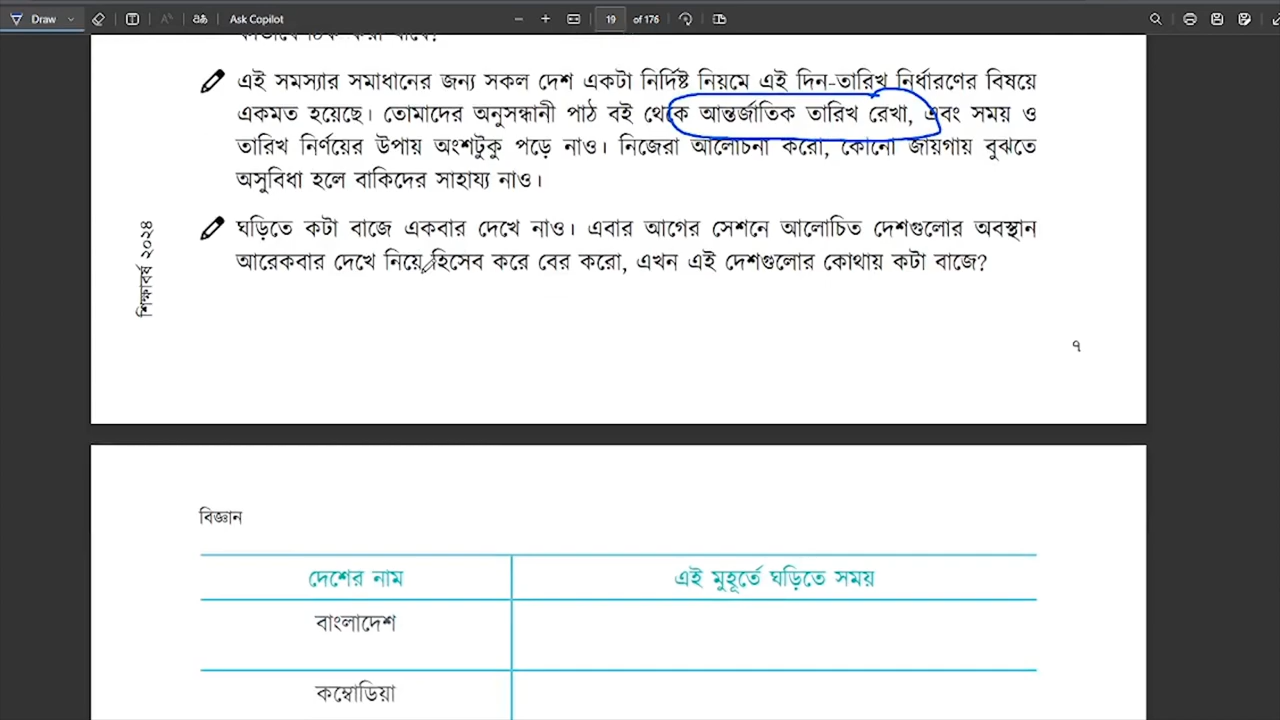 Draw
Ask Copilot
19 of 176
এই সমস্যার সমাধানের জন্য সকল দেশ একটা নির্দিষ্ট নিয়মে এই দিন-তারিখ নির্ধারণের বিষয়ে
একমত হয়েছে। তোমাদের অনুসন্ধানী পাঠ বই থেকে আন্তর্জাতিক তারিখ রেখা, এবং সময় ও
তারিখ নির্ণয়ের উপায় অংশটুকু পড়ে নাও। নিজেরা আলোচনা করো, কোনো জায়গায় বুঝতে
অসুবিধা হলে বাকিদের সাহায্য নাও।
ঘড়িতে কটা বাজে একবার দেখে নাও। এবার আগের সেশনে আলোচিত দেশগুলোর অবস্থান
আরেকবার দেখে নিয়ে হিসেব করে বের করো, এখন এই দেশগুলোর কোথায় কটা বাজে?
শিক্ষাবর্ষ ২০২৪
৭
বিজ্ঞান
দেশের নাম
এই মুহূর্তে ঘড়িতে সময়
বাংলাদেশ
কম্বোডিয়া